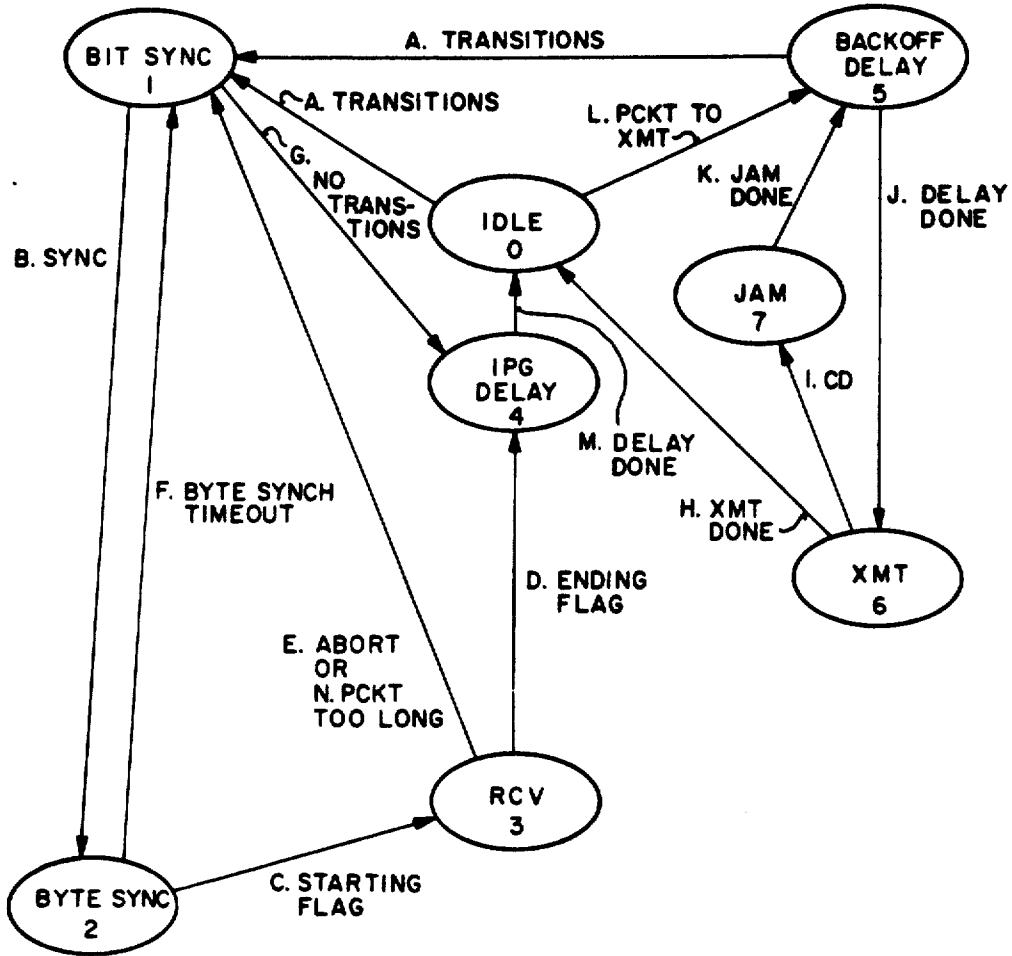 BIT SYNC
1
A. TRANSITIONS
BACKOFF
DELAY
5
A. TRANSITIONS
L. PCKT TO
XMT
G.
NO
TRANS-
TIONS
K. JAM
DONE
J. DELAY
DONE
IDLE
0
B. SYNC
JAM
7
IPG
DELAY
4
I. CD
M. DELAY
DONE
F. BYTE SYNCH
TIMEOUT
H. XMT
DONE
XMT
6
D. ENDING
FLAG
E. ABORT
OR
N. PCKT
TOO LONG
RCV
3
C. STARTING
FLAG
BYTE SYNC
2